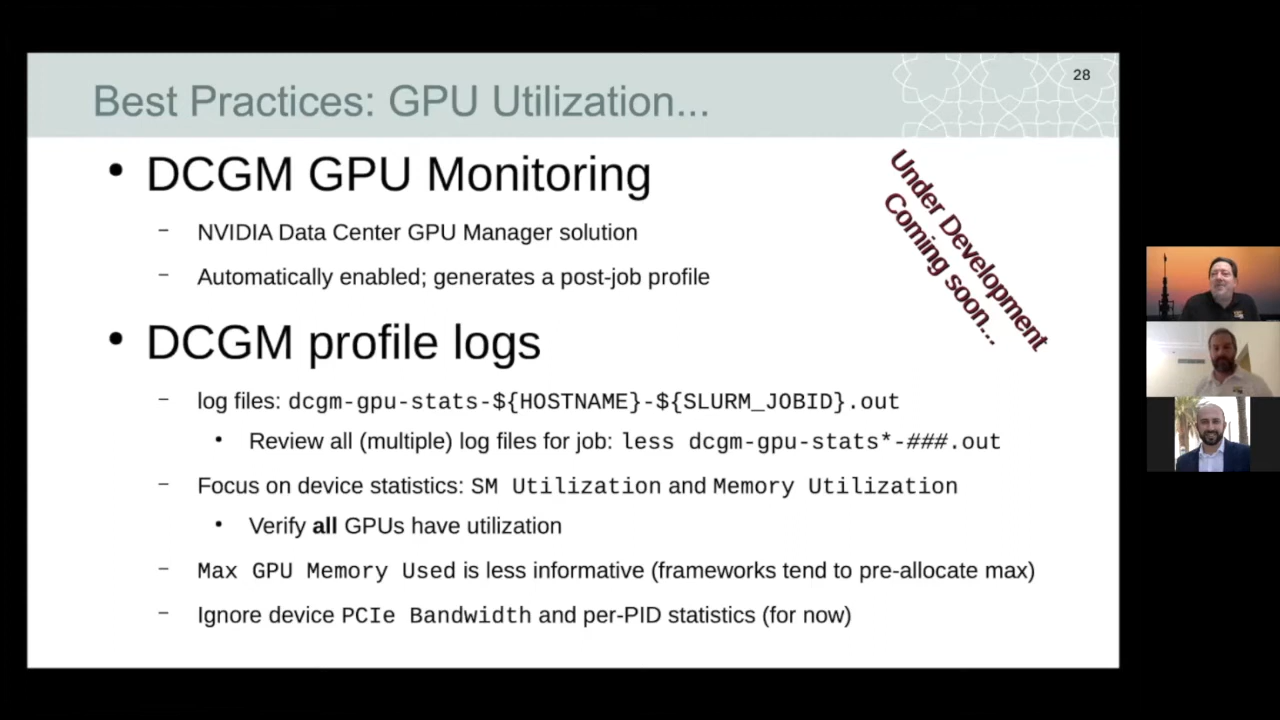 28
Best Practices: GPU Utilization...
• DCGM GPU Monitoring
– NVIDIA Data Center GPU Manager solution
– Automatically enabled; generates a post-job profile
Under Development
Coming soon...
• DCGM profile logs
– log files: dcgm-gpu-stats-${HOSTNAME}-${SLURM_JOBID}.out
• Review all (multiple) log files for job: less dcgm-gpu-stats*-###.out
– Focus on device statistics: SM Utilization and Memory Utilization
• Verify all GPUs have utilization
– Max GPU Memory Used is less informative (frameworks tend to pre-allocate max)
– Ignore device PCIe Bandwidth and per-PID statistics (for now)